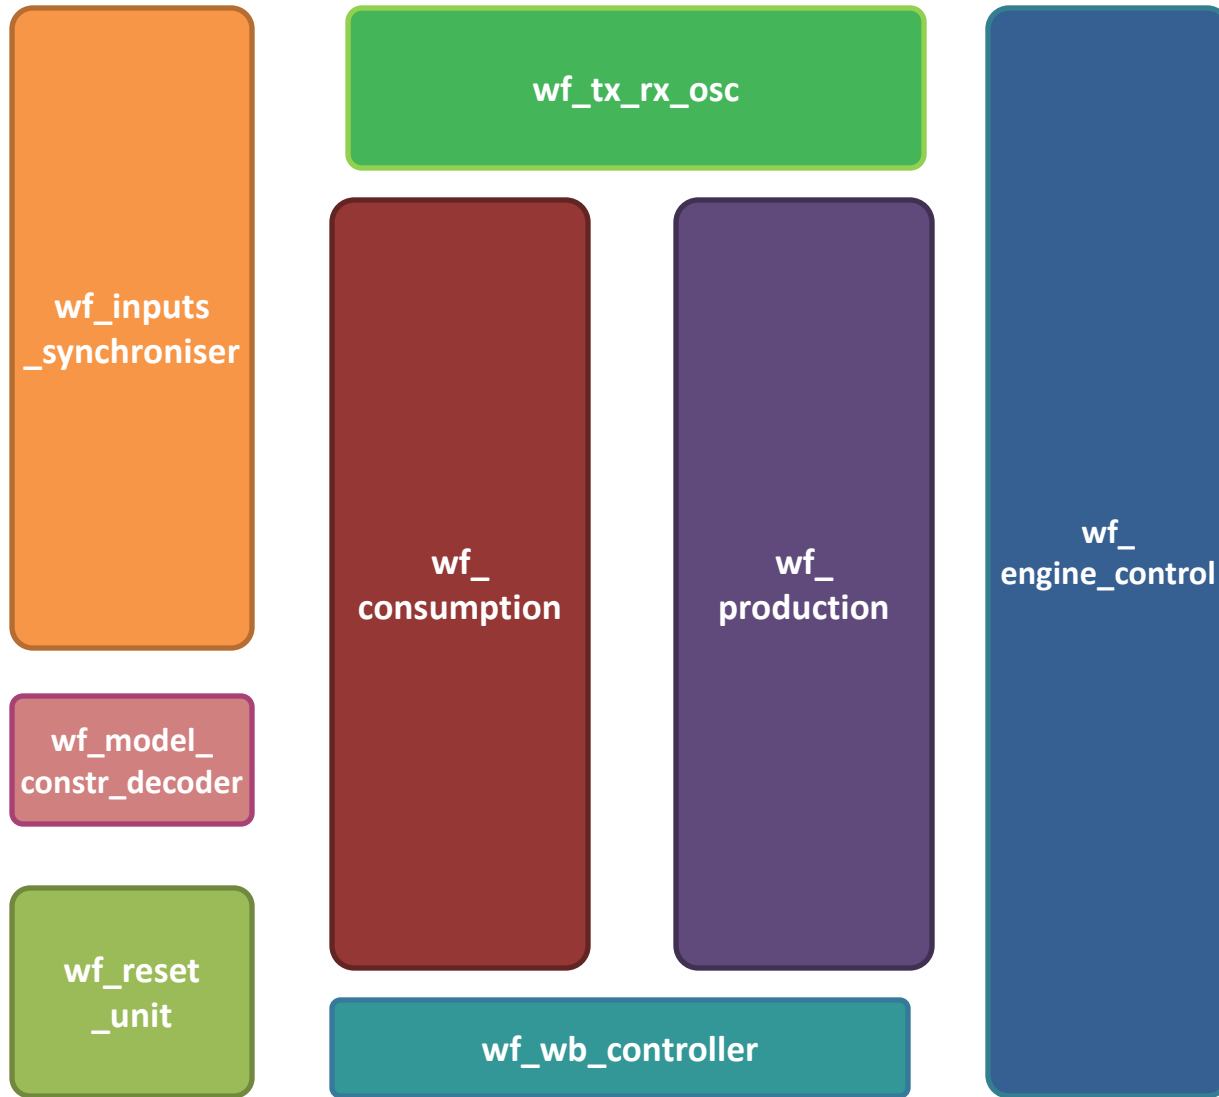 wf_tx_rx_osc
wf_inputs
_synchroniser
wf_
consumption
wf_
production
wf_
engine_control
wf_model_
constr_decoder
wf_reset
_unit
wf_wb_controller